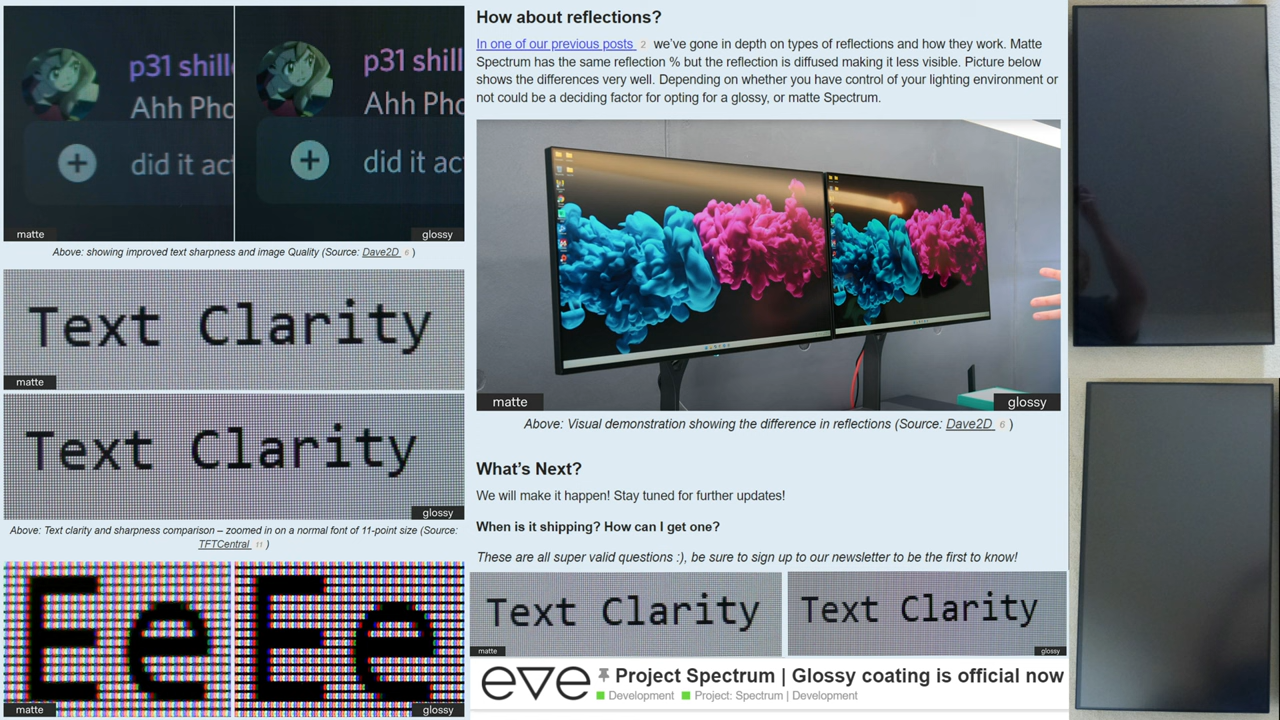 p31 shill
Ahh Pho
did it act
matte
p31 shill
Ahh Pho
did it act
glossy
Above: showing improved text sharpness and image Quality (Source: Dave2D 6 )
Text Clarity
matte
Text Clarity
glossy
Above: Text clarity and sharpness comparison – zoomed in on a normal font of 11-point size (Source:
TFTCentral 11 )
Ee
matte
Ee
glossy
How about reflections?
In one of our previous posts 2 we’ve gone in depth on types of reflections and how they work. Matte
Spectrum has the same reflection % but the reflection is diffused making it less visible. Picture below
shows the differences very well. Depending on whether you have control of your lighting environment or
not could be a deciding factor for opting for a glossy, or matte Spectrum.
matte
glossy
Above: Visual demonstration showing the difference in reflections (Source: Dave2D 6 )
What’s Next?
We will make it happen! Stay tuned for further updates!
When is it shipping? How can I get one?
These are all super valid questions :), be sure to sign up to our newsletter to be the first to know!
Text Clarity
matte
Text Clarity
glossy
eve
Project Spectrum | Glossy coating is official now
Development Project: Spectrum | Development